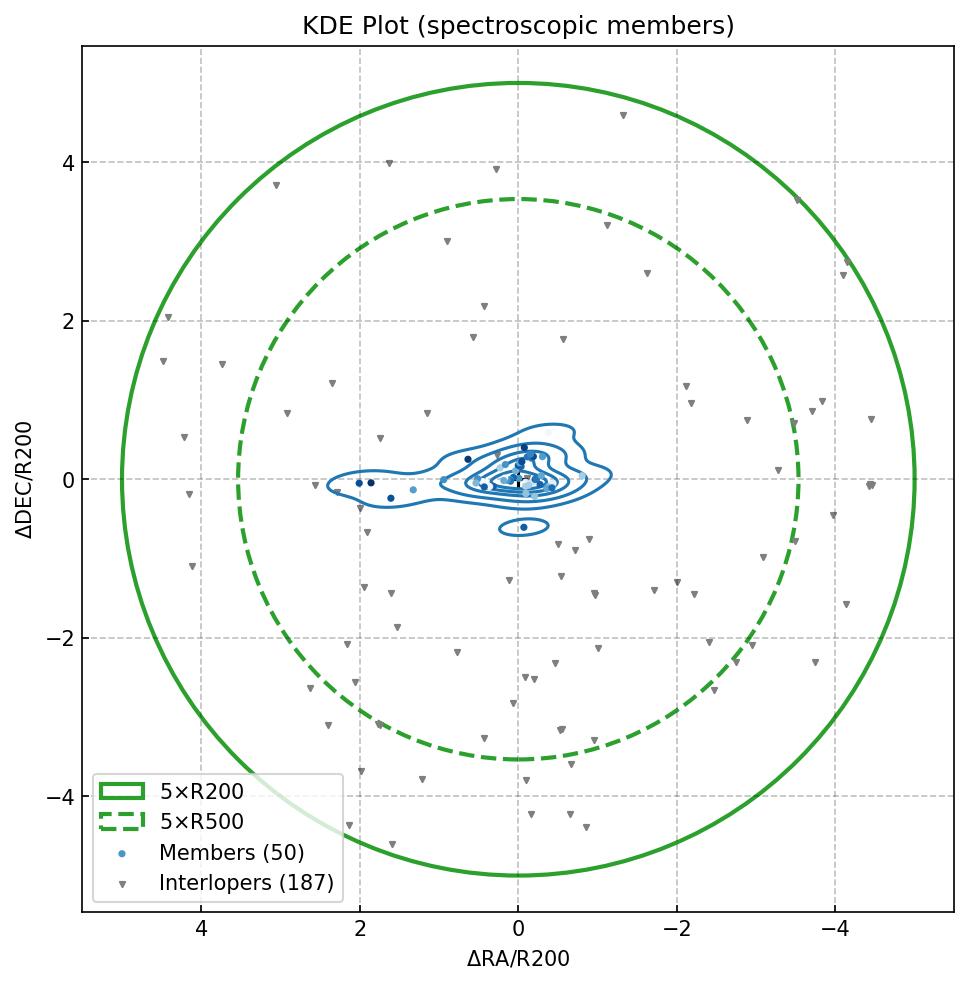 KDE Plot (spectroscopic members)
ΔDEC/R200
4
2
0
−2
−4
5×R200
5×R500
Members (50)
Interlopers (187)
4
2
0
−2
−4
ΔRA/R200